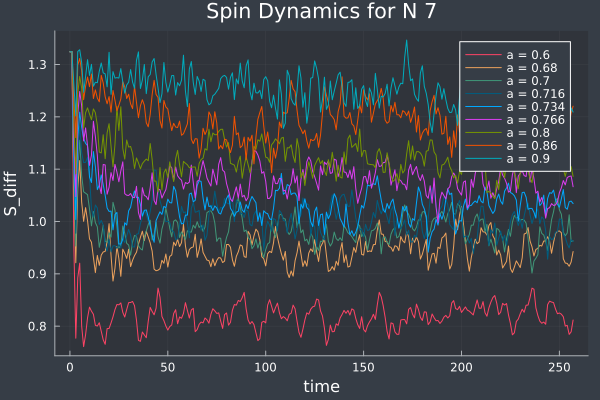 Spin Dynamics for N 7
S_diff
1.3
1.2
1.1
1.0
0.9
0.8
a = 0.6
a = 0.68
a = 0.7
a = 0.716
a = 0.734
a = 0.766
a = 0.8
a = 0.86
a = 0.9
0 50 100 150 200 250
time